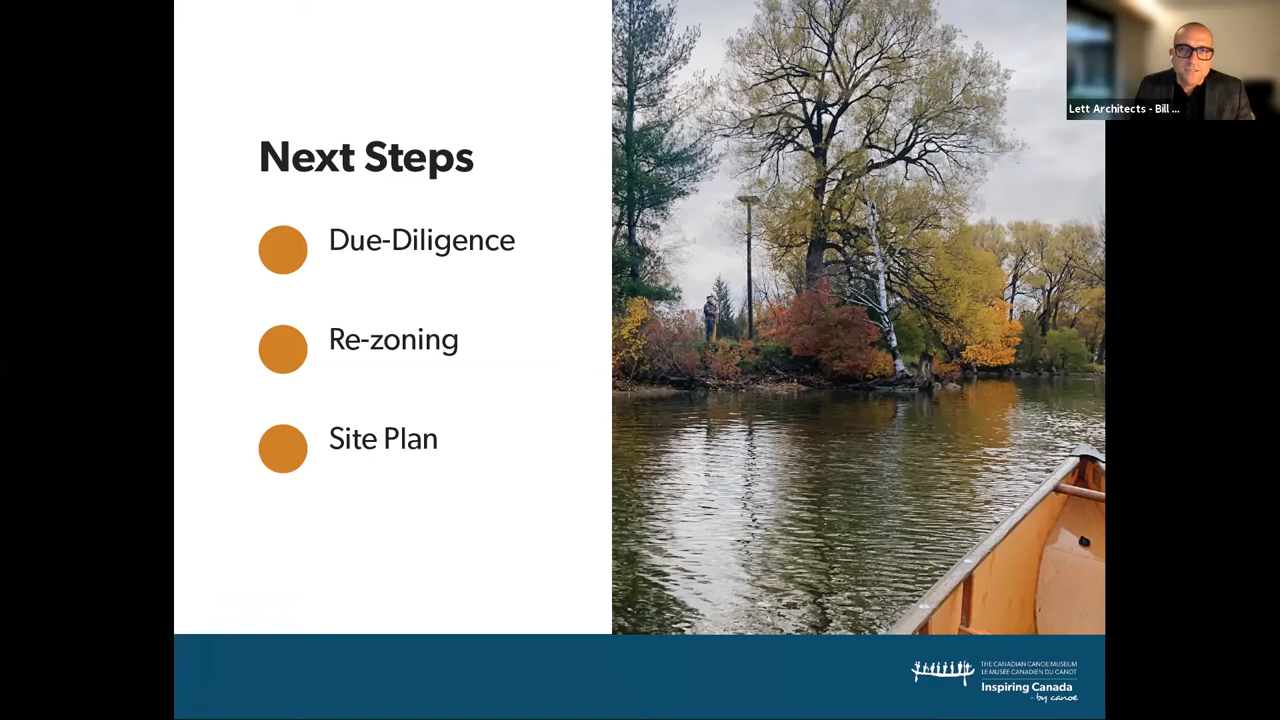 Lett Architects - Bill ...
Next Steps
Due-Diligence
Re-zoning
Site Plan
THE CANADIAN CANOE MUSEUM
LE MUSÉE CANADIEN DU CANOT
Inspiring Canada
- by canoe